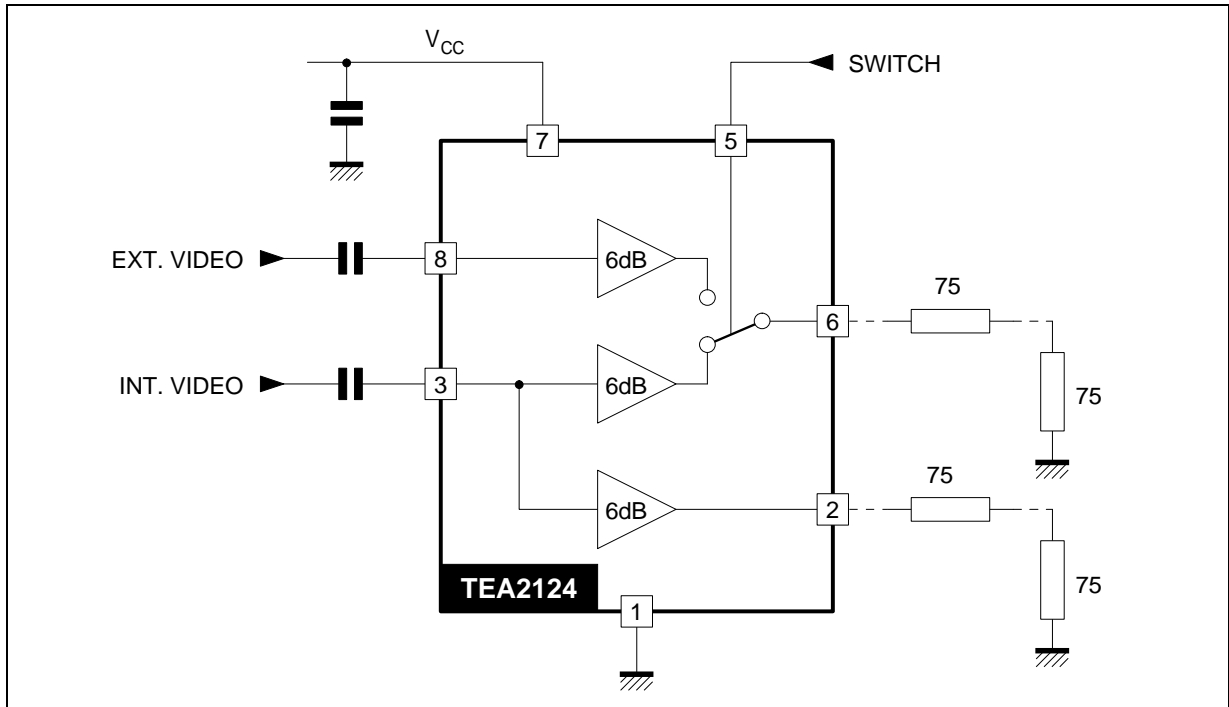 V_CC
SWITCH
7
5
EXT. VIDEO
8
6dB
75
6
INT. VIDEO
3
6dB
75
75
6dB
2
TEA2124
75
1